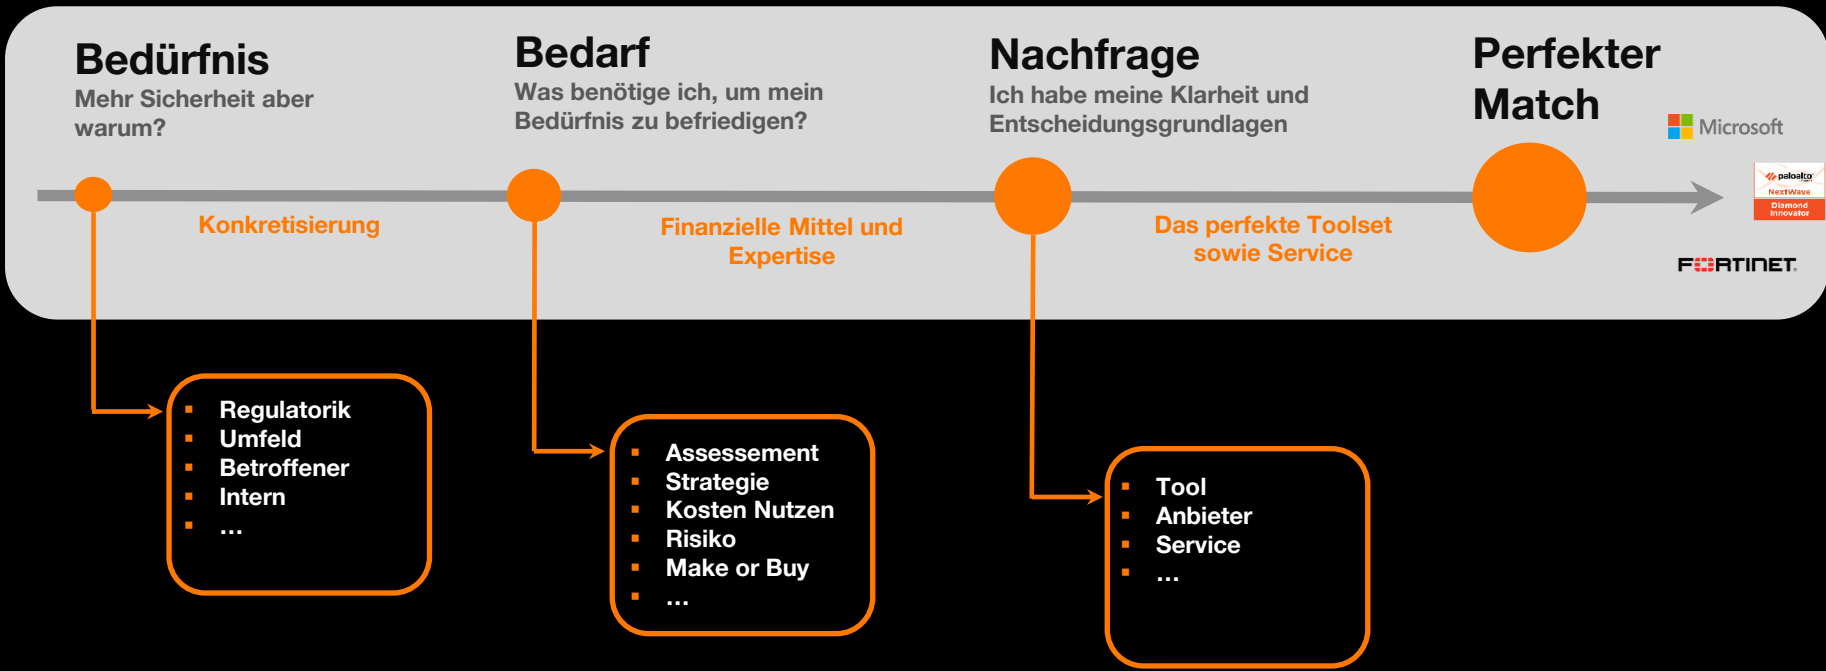 Bedürfnis
Mehr Sicherheit aber
warum?
Bedarf
Was benötige ich, um mein
Bedürfnis zu befriedigen?
Nachfrage
Ich habe meine Klarheit und
Entscheidungsgrundlagen
Perfekter
Match
Microsoft
paloalto
NextWave
Diamond
Innovator
FORTINET
Konkretisierung
Finanzielle Mittel und
Expertise
Das perfekte Toolset
sowie Service
▪ Regulatorik
▪ Umfeld
▪ Betroffener
▪ Intern
▪ ...
▪ Assessement
▪ Strategie
▪ Kosten Nutzen
▪ Risiko
▪ Make or Buy
▪ ...
▪ Tool
▪ Anbieter
▪ Service
▪ ...